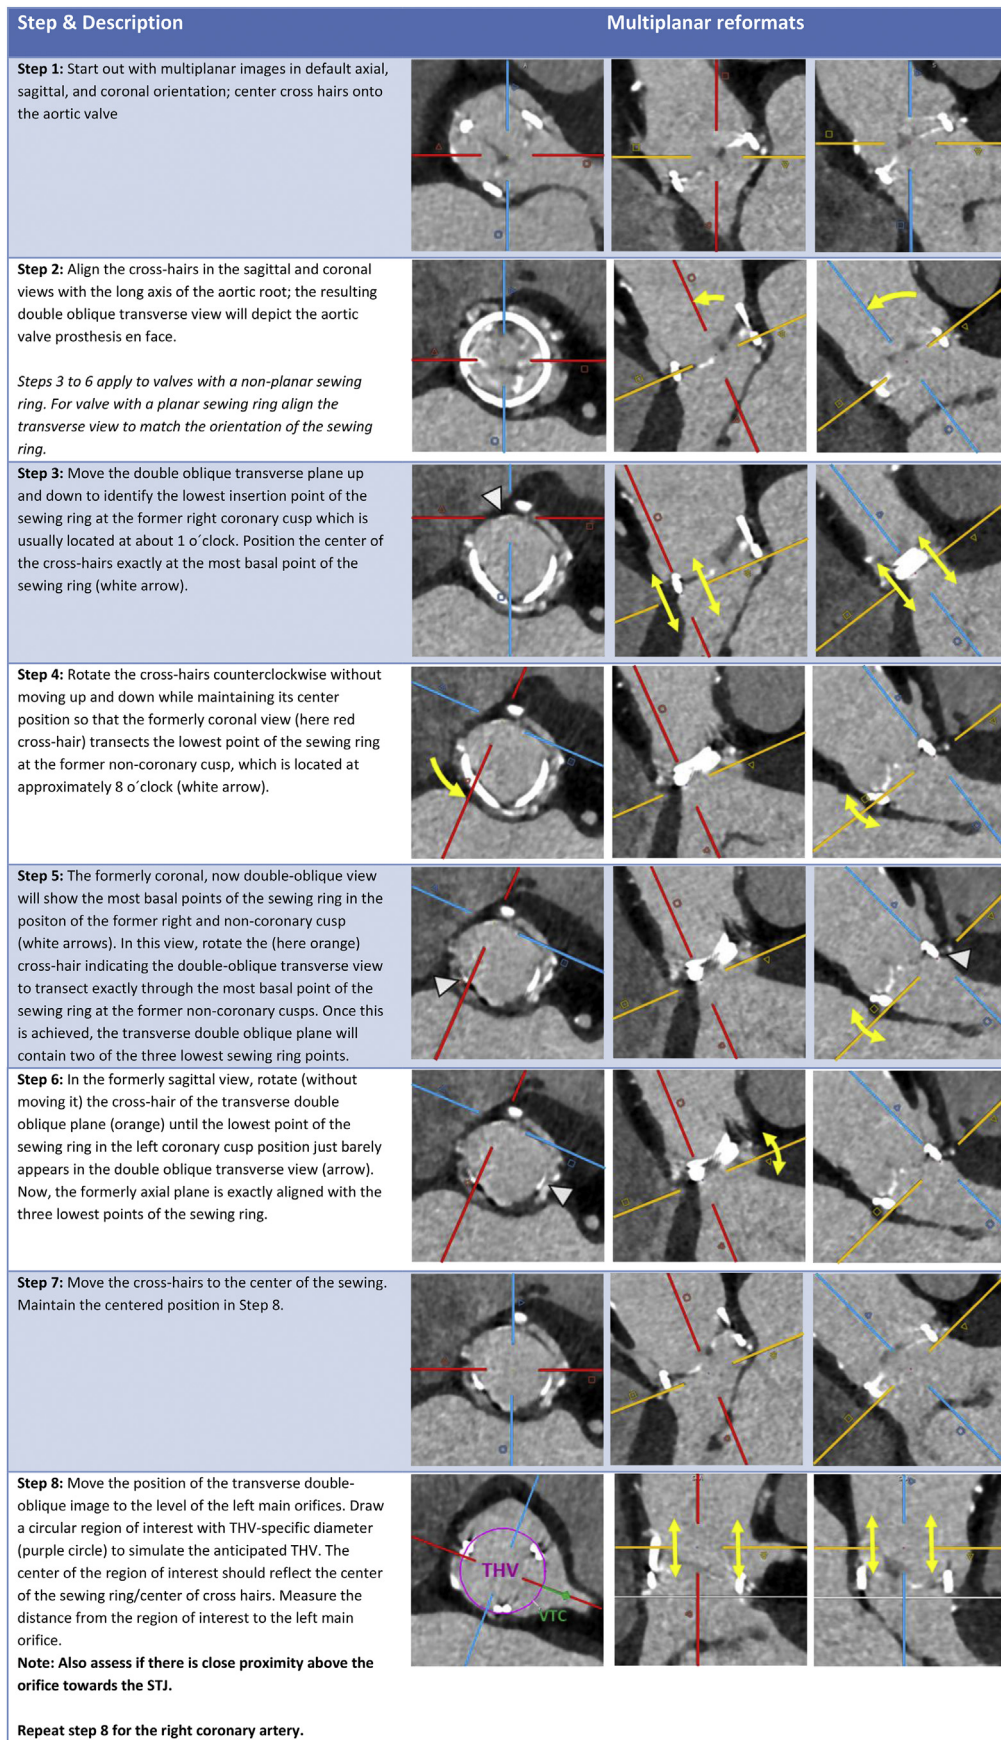 Step & Description
Multiplanar reformats
Step 1: Start out with multiplanar images in default axial,
sagittal, and coronal orientation; center cross hairs onto
the aortic valve
Step 2: Align the cross-hairs in the sagittal and coronal
views with the long axis of the aortic root; the resulting
double oblique transverse view will depict the aortic
valve prosthesis en face.
Steps 3 to 6 apply to valves with a non-planar sewing
ring. For valve with a planar sewing ring align the
transverse view to match the orientation of the sewing
ring.
Step 3: Move the double oblique transverse plane up
and down to identify the lowest insertion point of the
sewing ring at the former right coronary cusp which is
usually located at about 1 o´clock. Position the center of
the cross-hairs exactly at the most basal point of the
sewing ring (white arrow).
Step 4: Rotate the cross-hairs counterclockwise without
moving up and down while maintaining its center
position so that the formerly coronal view (here red
cross-hair) transects the lowest point of the sewing ring
at the former non-coronary cusp, which is located at
approximately 8 o´clock (white arrow).
Step 5: The formerly coronal, now double-oblique view
will show the most basal points of the sewing ring in the
positon of the former right and non-coronary cusp
(white arrows). In this view, rotate the (here orange)
cross-hair indicating the double-oblique transverse view
to transect exactly through the most basal point of the
sewing ring at the former non-coronary cusps. Once this
is achieved, the transverse double oblique plane will
contain two of the three lowest sewing ring points.
Step 6: In the formerly sagittal view, rotate (without
moving it) the cross-hair of the transverse double
oblique plane (orange) until the lowest point of the
sewing ring in the left coronary cusp position just barely
appears in the double oblique transverse view (arrow).
Now, the formerly axial plane is exactly aligned with the
three lowest points of the sewing ring.
Step 7: Move the cross-hairs to the center of the sewing.
Maintain the centered position in Step 8.
Step 8: Move the position of the transverse double-
oblique image to the level of the left main orifices. Draw
a circular region of interest with THV-specific diameter
(purple circle) to simulate the anticipated THV. The
center of the region of interest should reflect the center
of the sewing ring/center of cross hairs. Measure the
distance from the region of interest to the left main
orifice.
Note: Also assess if there is close proximity above the
orifice towards the STJ.
Repeat step 8 for the right coronary artery.
THV
VTC